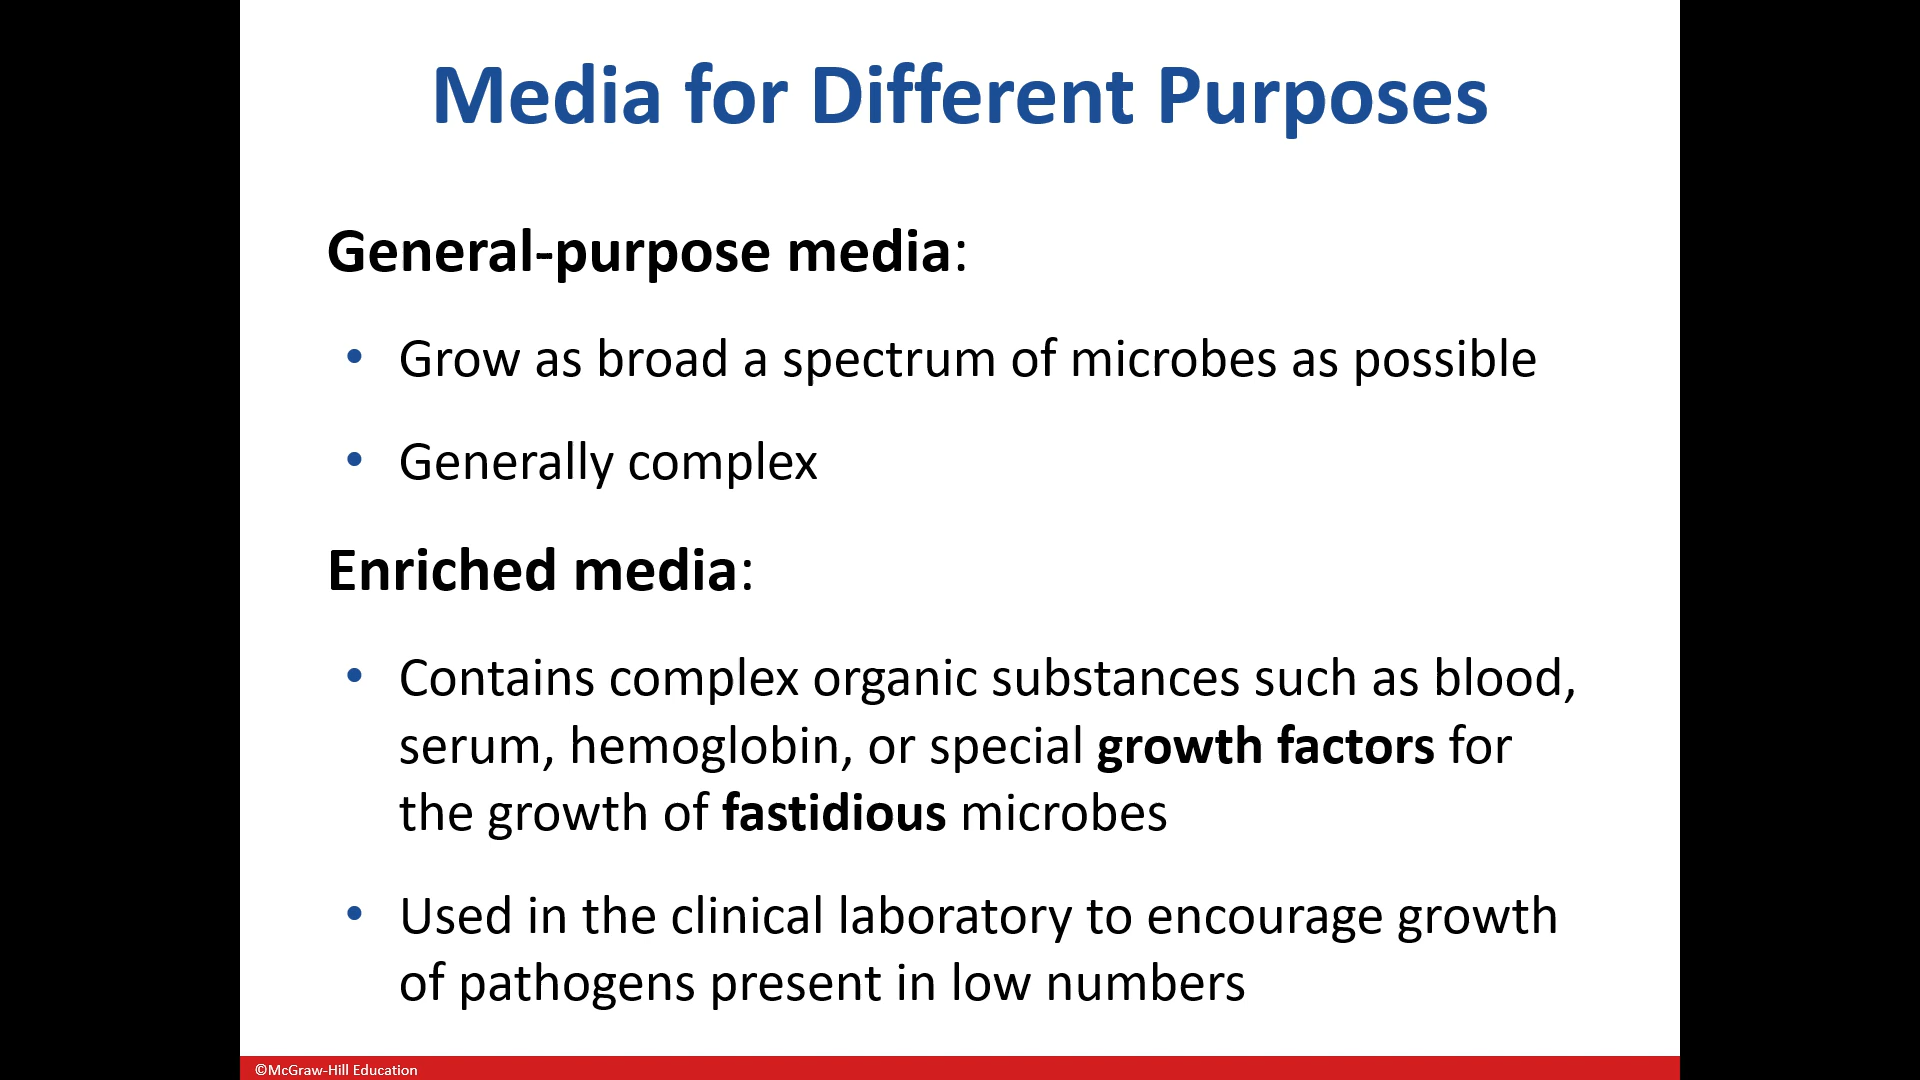 Media for Different Purposes
General-purpose media:
• Grow as broad a spectrum of microbes as possible
• Generally complex
Enriched media:
• Contains complex organic substances such as blood,
serum, hemoglobin, or special growth factors for
the growth of fastidious microbes
• Used in the clinical laboratory to encourage growth
of pathogens present in low numbers
©McGraw-Hill Education